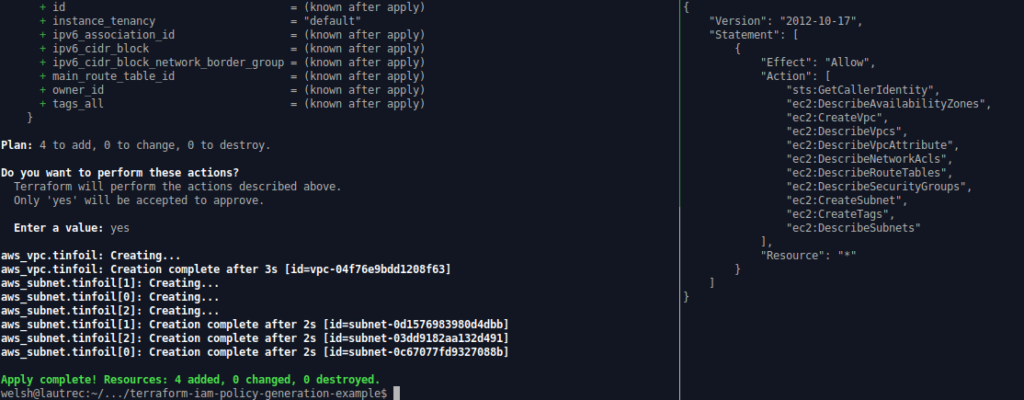 + id                               = (known after apply)
+ instance_tenancy                 = "default"
+ ipv6_association_id              = (known after apply)
+ ipv6_cidr_block                  = (known after apply)
+ ipv6_cidr_block_network_border_group = (known after apply)
+ main_route_table_id              = (known after apply)
+ owner_id                         = (known after apply)
+ tags_all                         = (known after apply)
}
Plan: 4 to add, 0 to change, 0 to destroy.
Do you want to perform these actions?
Terraform will perform the actions described above.
Only 'yes' will be accepted to approve.
Enter a value: yes
aws_vpc.tinfoil: Creating...
aws_vpc.tinfoil: Creation complete after 3s [id=vpc-04f76e9bdd1208f63]
aws_subnet.tinfoil[1]: Creating...
aws_subnet.tinfoil[0]: Creating...
aws_subnet.tinfoil[2]: Creating...
aws_subnet.tinfoil[1]: Creation complete after 2s [id=subnet-0d1576983980d4dbb]
aws_subnet.tinfoil[2]: Creation complete after 2s [id=subnet-03dd9182aa132d491]
aws_subnet.tinfoil[0]: Creation complete after 2s [id=subnet-0c67077fd9327088b]
Apply complete! Resources: 4 added, 0 changed, 0 destroyed.
welsh@lautrec:~/.../terraform-iam-policy-generation-example$
{
"Version": "2012-10-17",
"Statement": [
{
"Effect": "Allow",
"Action": [
"sts:GetCallerIdentity",
"ec2:DescribeAvailabilityZones",
"ec2:CreateVpc",
"ec2:DescribeVpcs",
"ec2:DescribeVpcAttribute",
"ec2:DescribeNetworkAcls",
"ec2:DescribeRouteTables",
"ec2:DescribeSecurityGroups",
"ec2:CreateSubnet",
"ec2:CreateTags",
"ec2:DescribeSubnets"
],
"Resource": "*"
}
]
}